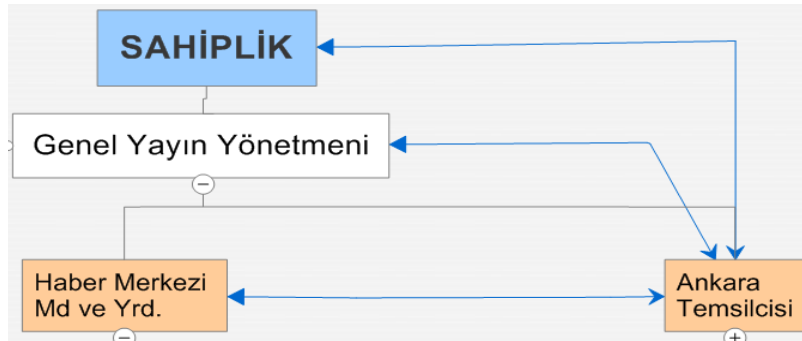 SAHİPLİK
Genel Yayın Yönetmeni
Haber Merkezi
Md ve Yrd.
Ankara
Temsilcisi